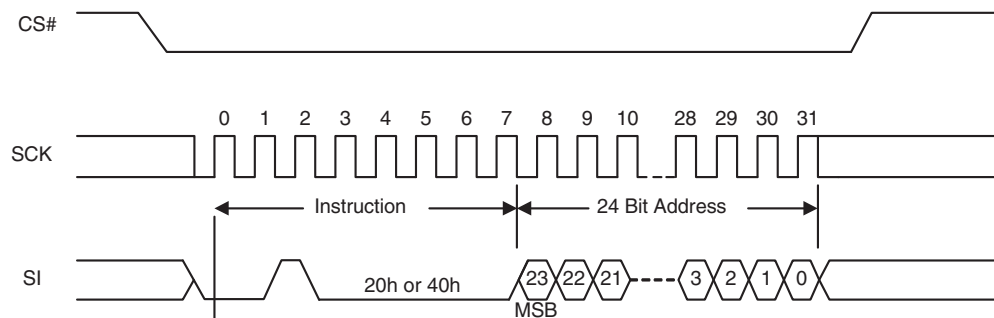 CS#
0 1 2 3 4 5 6 7 8 9 10 28 29 30 31
SCK
Instruction 24 Bit Address
SI 20h or 40h 23 22 21 3 2 1 0
MSB